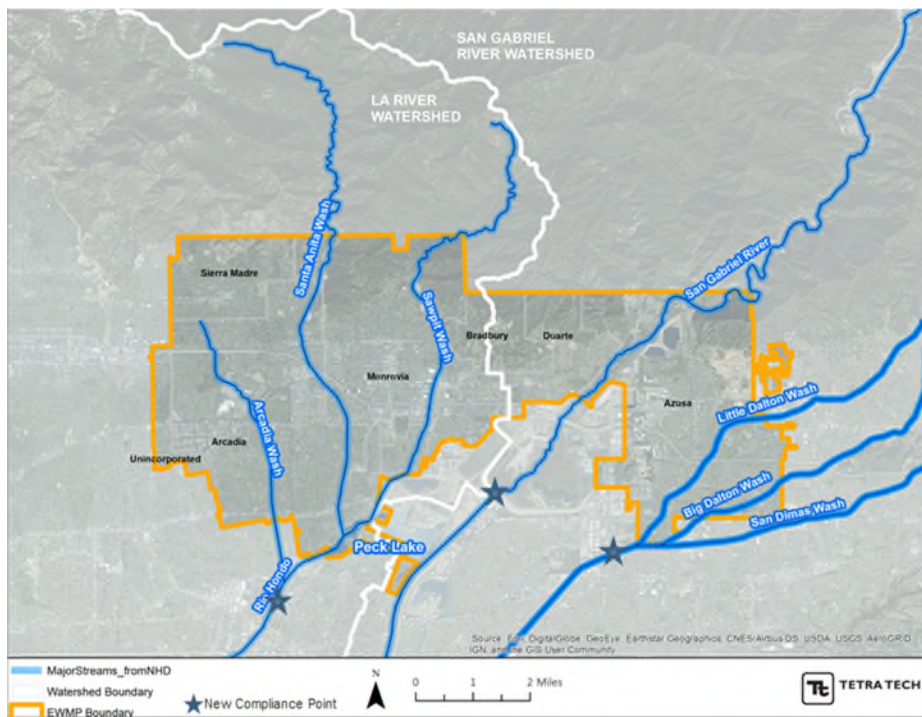 SAN GABRIEL
RIVER WATERSHED
LA RIVER
WATERSHED
San Gabriel River
Santa Anita Wash
Sierra Madre
Sawpit Wash
Bradbury
Duarte
Monrovia
Azusa
Little Dalton Wash
Arcadia Wash
Arcadia
Unincorporated
Big Dalton Wash
San Dimas Wash
Peck Lake
Rio Hondo
Source: Esri, DigitalGlobe, GeoEye, Earthstar Geographics, CNES/Airbus DS, USDA, USGS, AeroGRID,
IGN, and the GIS User Community
MajorStreams_fromNHD
Watershed Boundary
EWMP Boundary
New Compliance Point
N
0 1 2 Miles
Tt TETRA TECH